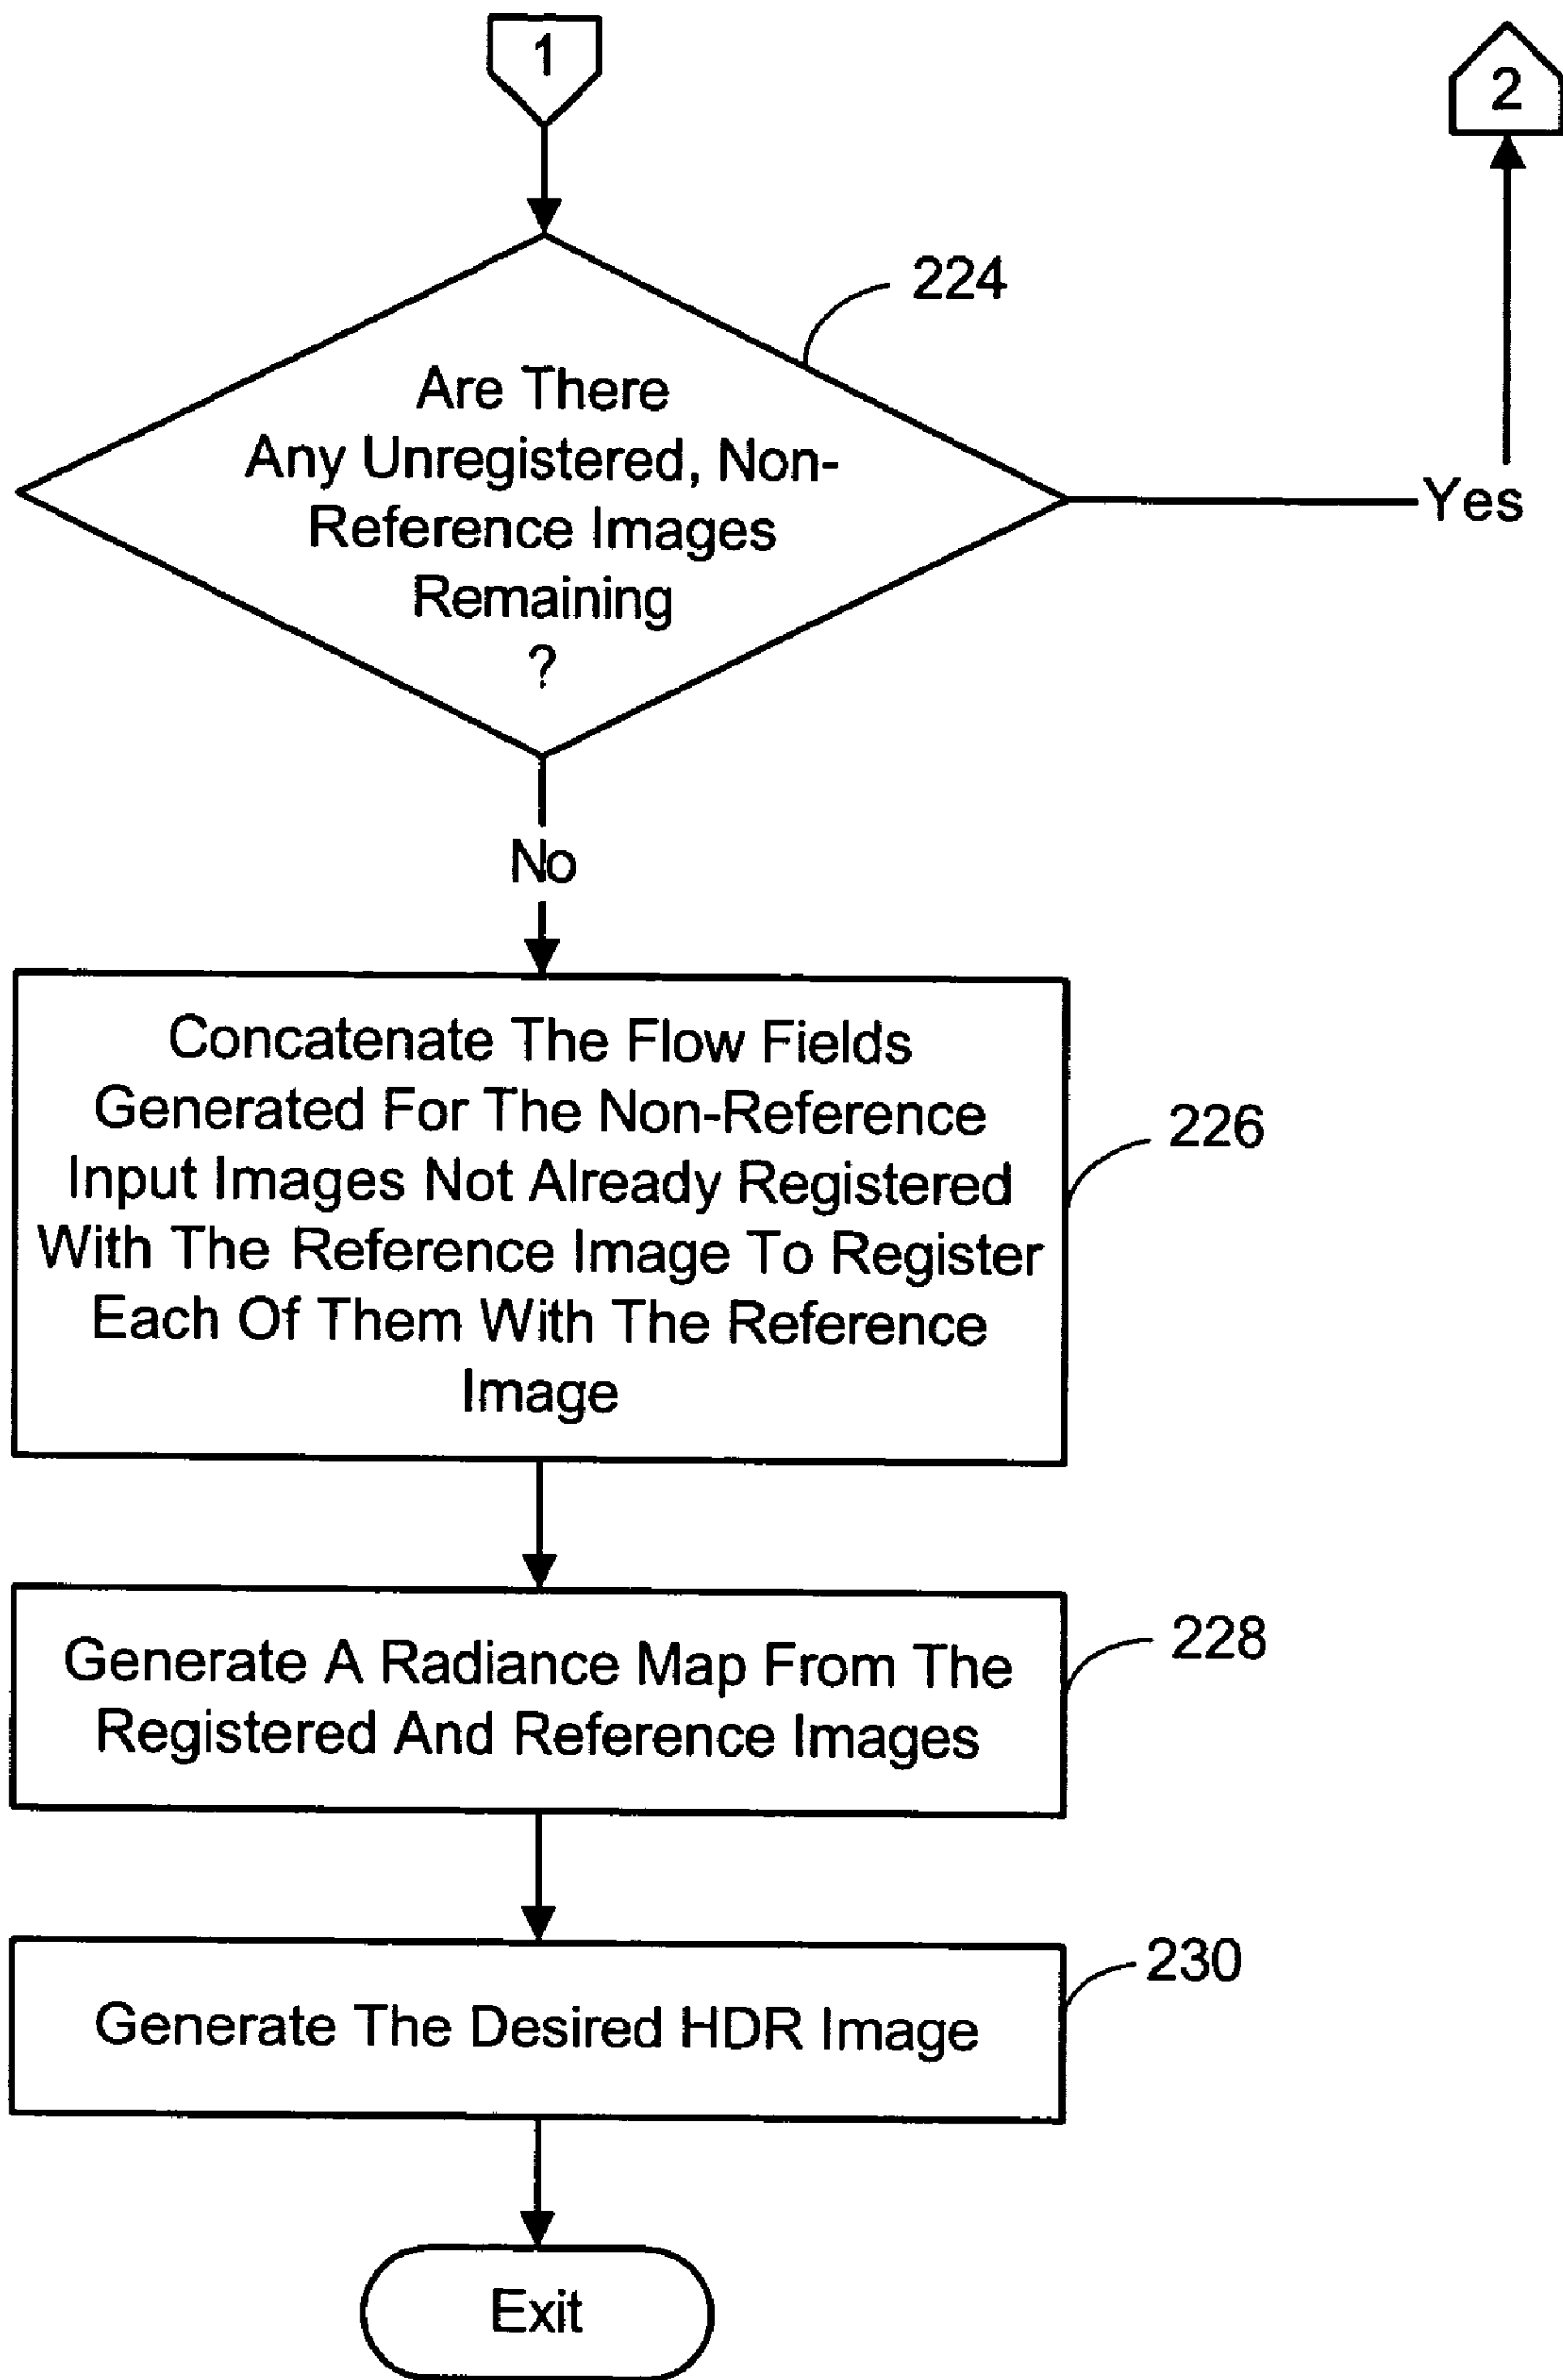 1
2
224
Are There
Any Unregistered, Non-
Reference Images
Remaining
?
Yes
No
Concatenate The Flow Fields
Generated For The Non-Reference
Input Images Not Already Registered
With The Reference Image To Register
Each Of Them With The Reference
Image
226
Generate A Radiance Map From The
Registered And Reference Images
228
Generate The Desired HDR Image
230
Exit